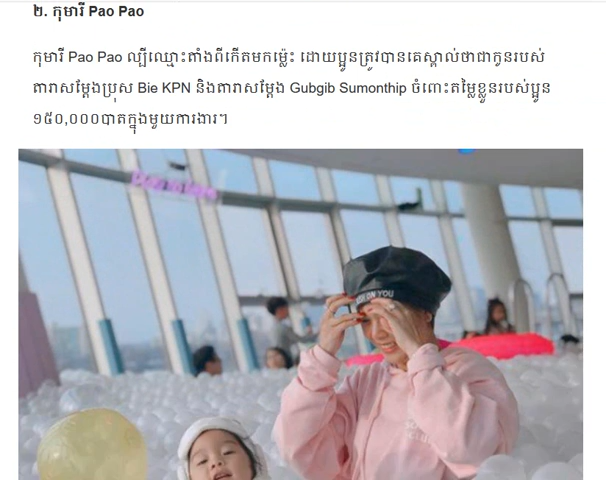 ២. កុមារី Pao Pao
កុមារី Pao Pao ល្បីឈ្មោះតាំងពីកើតមកម៉្លេះ ដោយប្អូនត្រូវបានគេស្គាល់ថាជាកូនរបស់
តារាសម្ដែងប្រុស Bie KPN និងតារាសម្ដែង Gubgib Sumonthip ចំពោះតម្លៃខ្លួនរបស់ប្អូន
១៥០,០០០បាតក្នុងមួយការងារ។
ON YOU